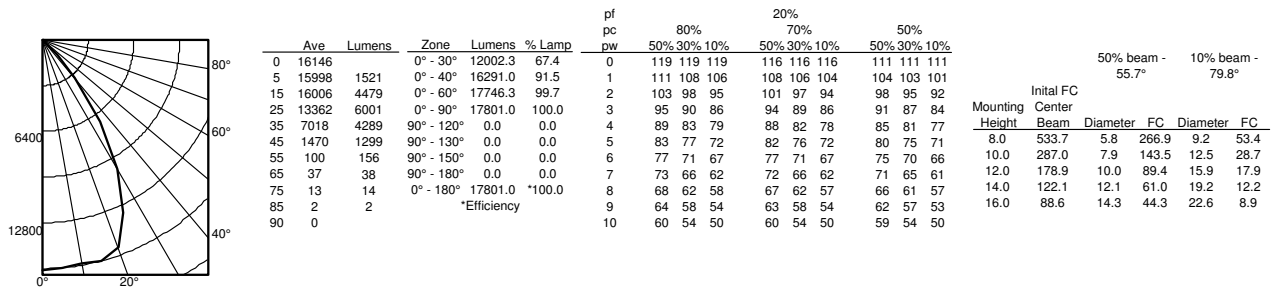 80°
60°
40°
20°
0°
6400
12800
Ave Lumens
0 16146
5 15998 1521
15 16006 4479
25 13362 6001
35 7018 4289
45 1470 1299
55 100 156
65 37 38
75 13 14
85 2 2
90 0
Zone Lumens % Lamp
0° - 30° 12002.3 67.4
0° - 40° 16291.0 91.5
0° - 60° 17746.3 99.7
0° - 90° 17801.0 100.0
90° - 120° 0.0 0.0
90° - 130° 0.0 0.0
90° - 150° 0.0 0.0
90° - 180° 0.0 0.0
0° - 180° 17801.0 *100.0
*Efficiency
pf 20%
pc 80% 70% 50%
pw 50% 30% 10% 50% 30% 10% 50% 30% 10%
0 119 119 119 116 116 116 111 111 111
1 111 108 106 108 106 104 104 103 101
2 103 98 95 101 97 94 98 95 92
3 95 90 86 94 89 86 91 87 84
4 89 83 79 88 82 78 85 81 77
5 83 77 72 82 76 72 80 75 71
6 77 71 67 77 71 67 75 70 66
7 73 66 62 72 66 62 71 65 61
8 68 62 58 67 62 57 66 61 57
9 64 58 54 63 58 54 62 57 53
10 60 54 50 60 54 50 59 54 50
50% beam - 10% beam -
55.7° 79.8°
Inital FC
Mounting Center
Height Beam Diameter FC Diameter FC
8.0 533.7 5.8 266.9 9.2 53.4
10.0 287.0 7.9 143.5 12.5 28.7
12.0 178.9 10.0 89.4 15.9 17.9
14.0 122.1 12.1 61.0 19.2 12.2
16.0 88.6 14.3 44.3 22.6 8.9